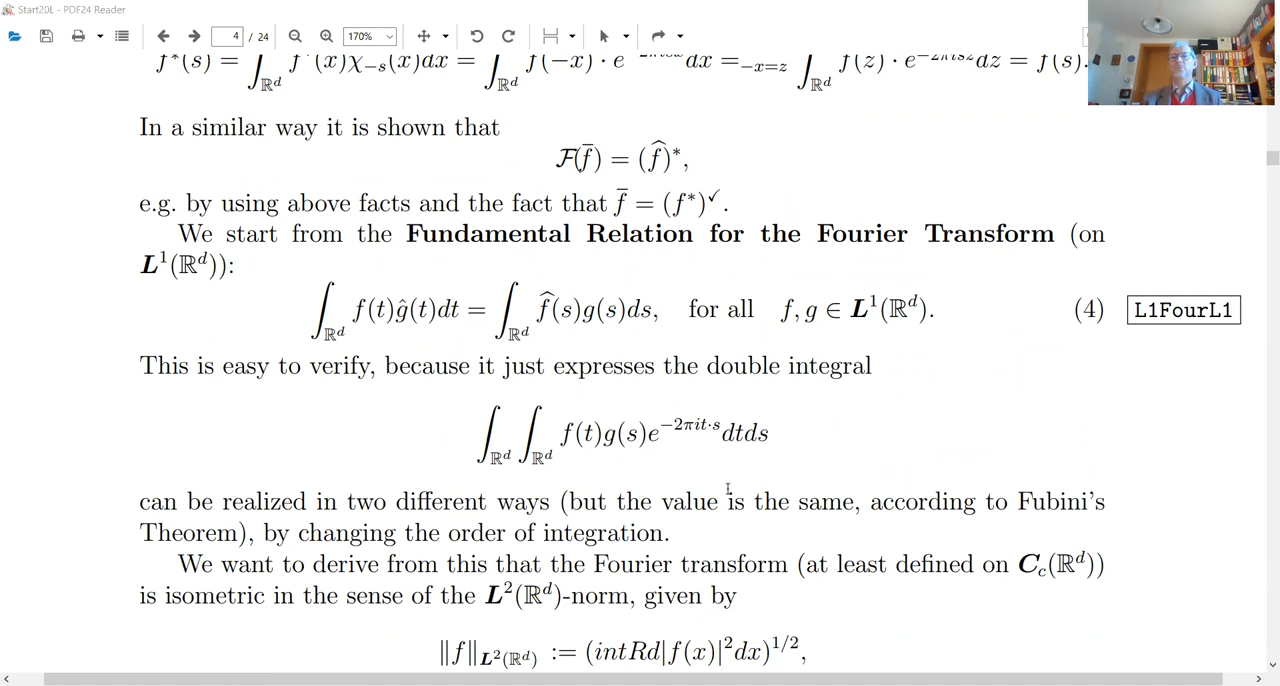 Start20L - PDF24 Reader
4 / 24 170%
In a similar way it is shown that
ℱ(f̄) = (f̂)*,
e.g. by using above facts and the fact that f̄ = (f*)✓.
We start from the Fundamental Relation for the Fourier Transform (on
L¹(ℝᵈ)):
∫_{ℝᵈ} f(t)ĝ(t)dt = ∫_{ℝᵈ} f̂(s)g(s)ds, for all f, g ∈ L¹(ℝᵈ). (4) L1FourL1
This is easy to verify, because it just expresses the double integral
∫_{ℝᵈ} ∫_{ℝᵈ} f(t)g(s)e^{−2πit·s}dtds
can be realized in two different ways (but the value is the same, according to Fubini's
Theorem), by changing the order of integration.
We want to derive from this that the Fourier transform (at least defined on C_c(ℝᵈ))
is isometric in the sense of the L²(ℝᵈ)-norm, given by
‖f‖_{L²(ℝᵈ)} := (intRd|f(x)|²dx)^{1/2},